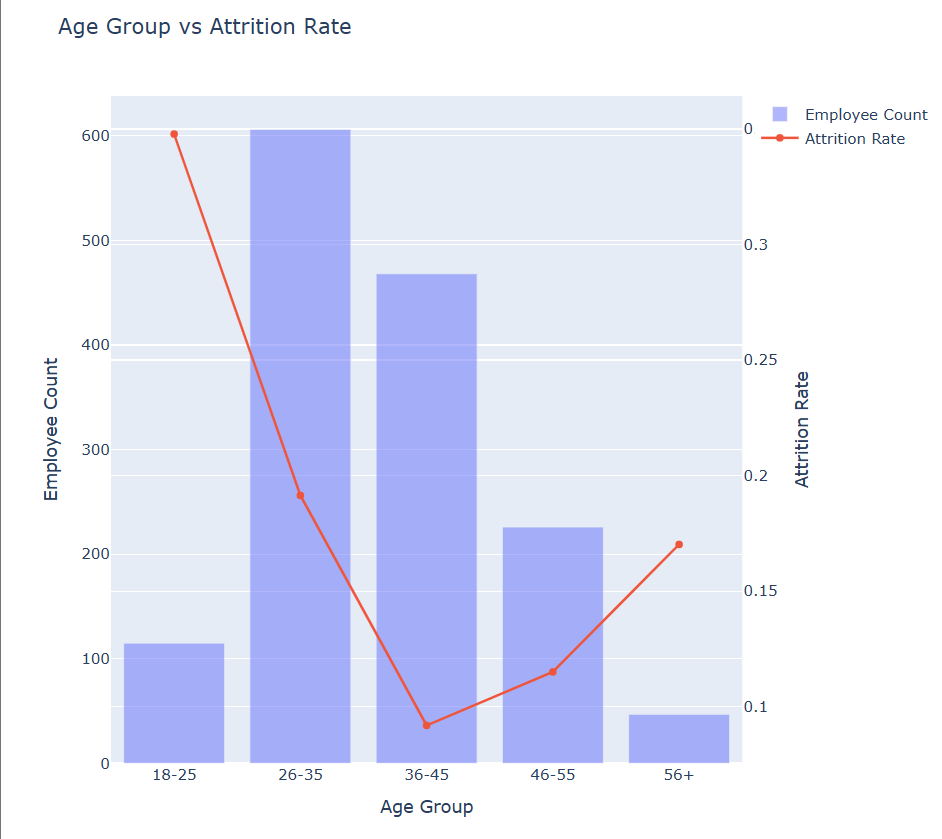 Age Group vs Attrition Rate
Employee Count
Attrition Rate
600
500
400
300
200
100
0
Employee Count
0
0.3
0.25
0.2
0.15
0.1
Attrition Rate
18-25 26-35 36-45 46-55 56+
Age Group